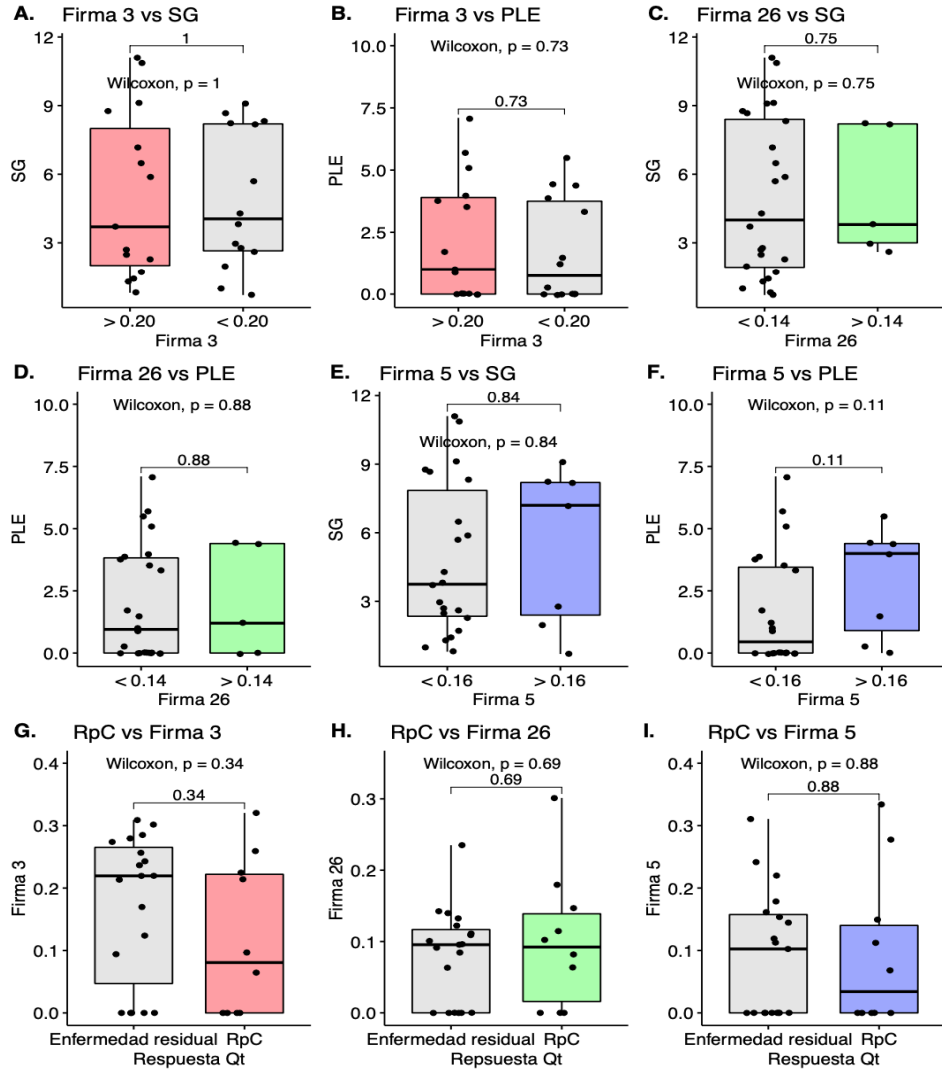 A. Firma 3 vs SG
12
9
6
3
SG
1
Wilcoxon, p = 1
> 0.20 < 0.20
Firma 3
B. Firma 3 vs PLE
10.0
7.5
5.0
2.5
0.0
PLE
Wilcoxon, p = 0.73
0.73
> 0.20 < 0.20
Firma 3
C. Firma 26 vs SG
12
9
6
3
SG
0.75
Wilcoxon, p = 0.75
< 0.14 > 0.14
Firma 26
D. Firma 26 vs PLE
10.0
7.5
5.0
2.5
0.0
PLE
Wilcoxon, p = 0.88
0.88
< 0.14 > 0.14
Firma 26
E. Firma 5 vs SG
12
9
6
3
SG
0.84
Wilcoxon, p = 0.84
< 0.16 > 0.16
Firma 5
F. Firma 5 vs PLE
10.0
7.5
5.0
2.5
0.0
PLE
Wilcoxon, p = 0.11
0.11
< 0.16 > 0.16
Firma 5
G. RpC vs Firma 3
0.4
0.3
0.2
0.1
0.0
Firma 3
Wilcoxon, p = 0.34
0.34
Enfermedad residual RpC
Respuesta Qt
H. RpC vs Firma 26
0.3
0.2
0.1
0.0
Firma 26
Wilcoxon, p = 0.69
0.69
Enfermedad residual RpC
Respuesta Qt
I. RpC vs Firma 5
0.4
0.3
0.2
0.1
0.0
Firma 5
Wilcoxon, p = 0.88
0.88
Enfermedad residual RpC
Respuesta Qt